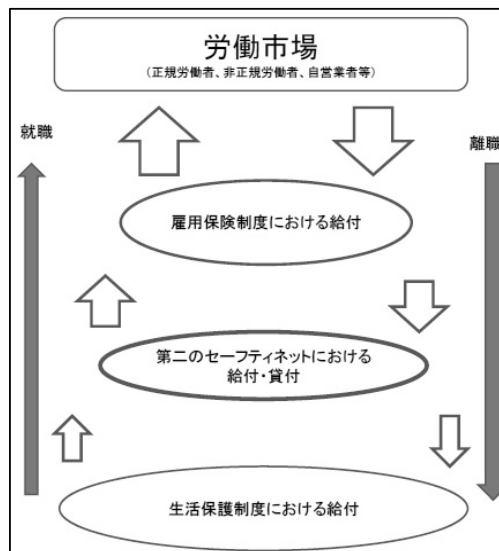 労働市場
(正規労働者、非正規労働者、自営業者等)
就職
離職
雇用保険制度における給付
第二のセーフティネットにおける
給付・貸付
生活保護制度における給付